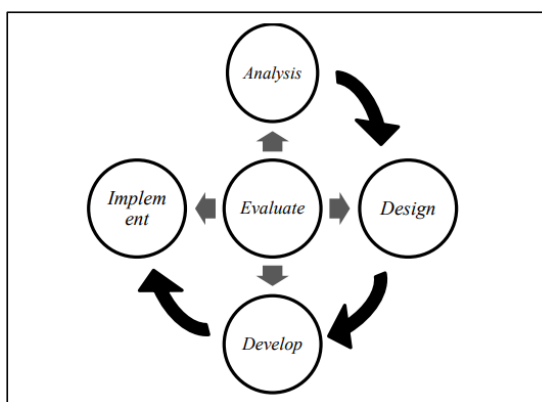 Analysis
Implem
ent
Evaluate
Design
Develop